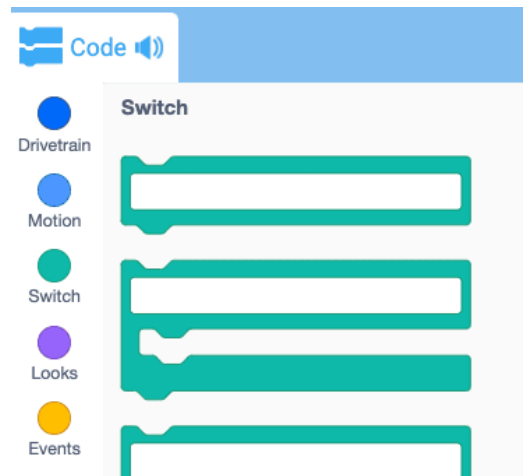 Code
Switch
Drivetrain
Motion
Switch
Looks
Events